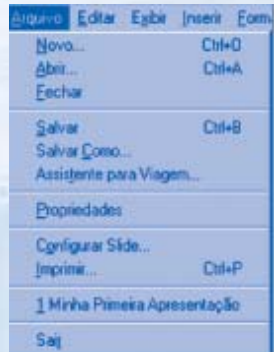 Arquivo Editar Exibir Inserir Form
Novo... Ctrl+O
Abrir... Ctrl+A
Fechar
Salvar Ctrl+B
Salvar Como...
Assistente para Viagem...
Propriedades
Configurar Slide...
Imprimir... Ctrl+P
1 Minha Primeira Apresentação
Sair